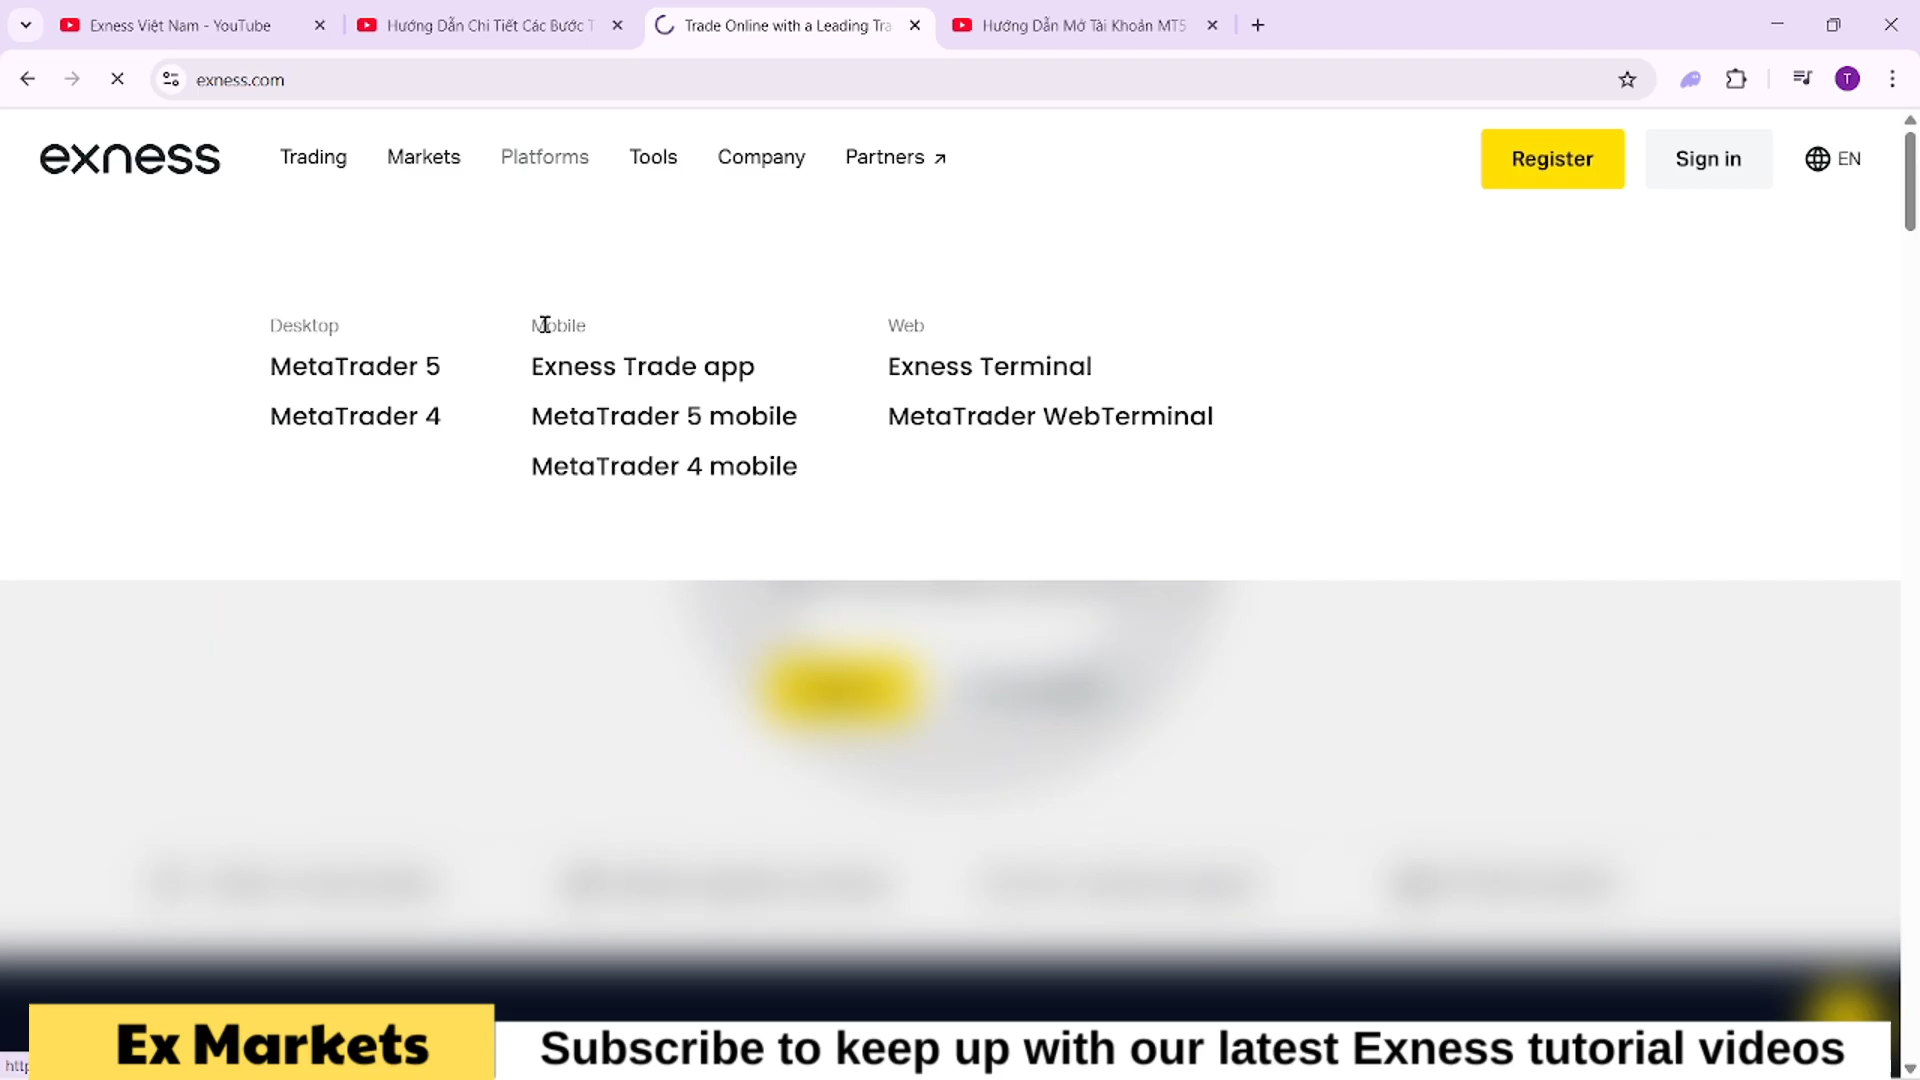 Exness Việt Nam - YouTube
Hướng Dẫn Chi Tiết Các Bước T
Trade Online with a Leading Tra
Hướng Dẫn Mở Tài Khoản MT5
exness.com
T
exness
Trading
Markets
Platforms
Tools
Company
Partners
Register
Sign in
EN
Desktop
Mobile
Web
MetaTrader 5
Exness Trade app
Exness Terminal
MetaTrader 4
MetaTrader 5 mobile
MetaTrader WebTerminal
MetaTrader 4 mobile
Ex Markets
Subscribe to keep up with our latest Exness tutorial videos